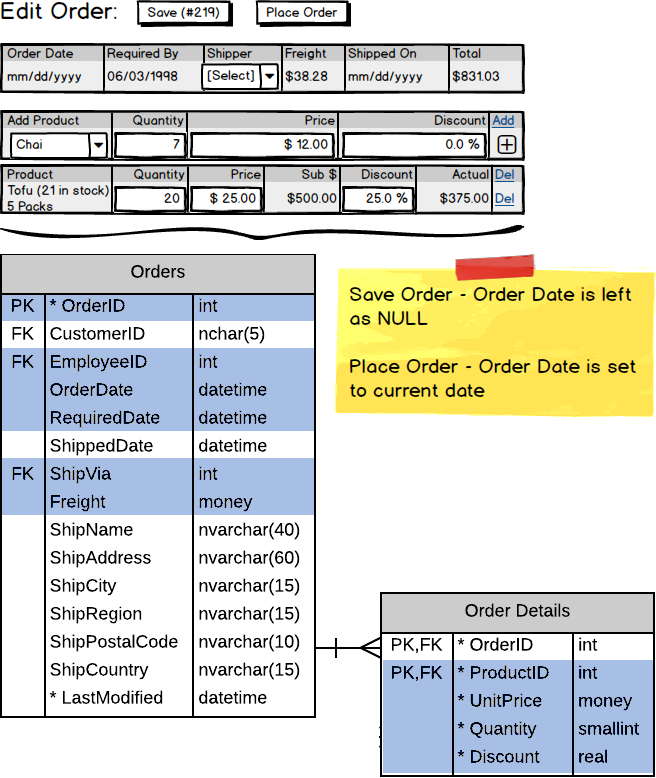 Edit Order: Save (#219) Place Order
Order Date Required By Shipper Freight Shipped On Total
mm/dd/yyyy 06/03/1998 [Select] $38.28 mm/dd/yyyy $831.03
Add Product Quantity Price Discount Add
Chai 7 $ 12.00 0.0 %
Product Quantity Price Sub $ Discount Actual Del
Tofu (21 in stock)
5 Packs 20 $ 25.00 $500.00 25.0 % $375.00 Del
Orders
PK * OrderID int
FK CustomerID nchar(5)
FK EmployeeID int
OrderDate datetime
RequiredDate datetime
ShippedDate datetime
FK ShipVia int
Freight money
ShipName nvarchar(40)
ShipAddress nvarchar(60)
ShipCity nvarchar(15)
ShipRegion nvarchar(15)
ShipPostalCode nvarchar(10)
ShipCountry nvarchar(15)
* LastModified datetime
Save Order - Order Date is left
as NULL
Place Order - Order Date is set
to current date
Order Details
PK,FK * OrderID int
PK,FK * ProductID int
* UnitPrice money
* Quantity smallint
* Discount real